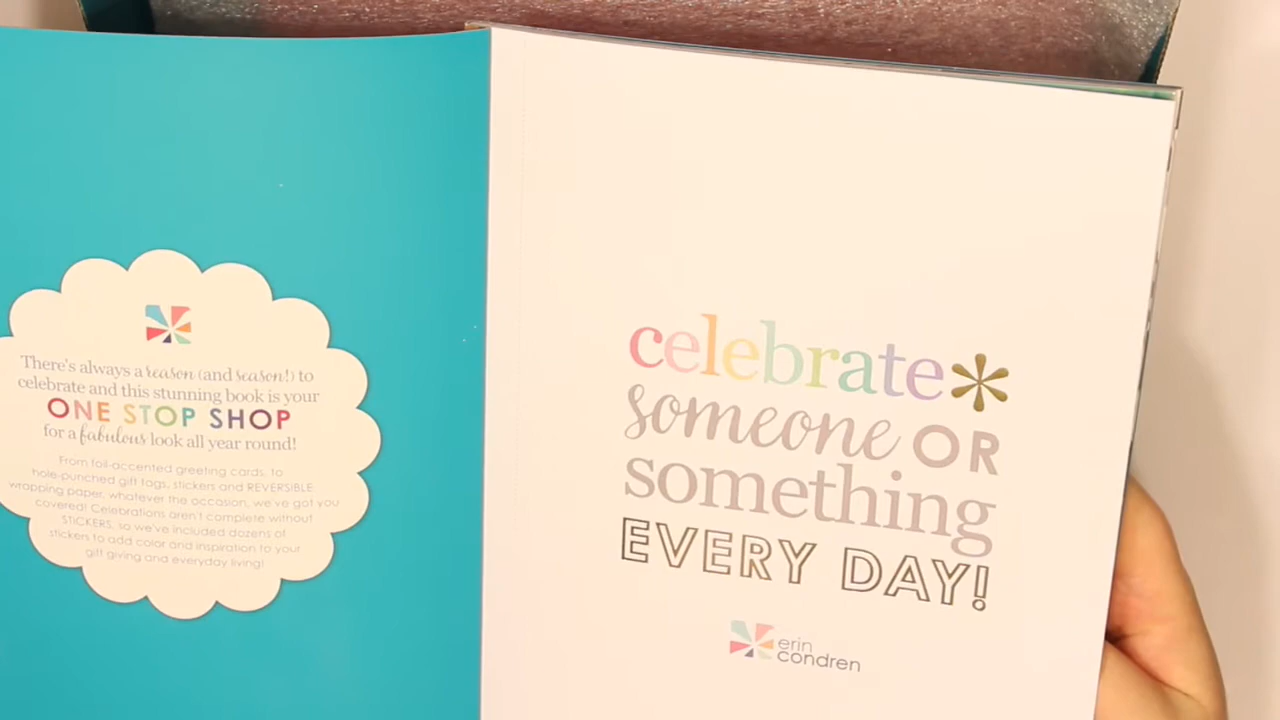 There's always a reason (and season!) to
celebrate and this stunning book is your
ONE STOP SHOP
for a fabulous look all year round!
From foil-accented greeting cards, to
hole-punched gift tags, stickers and REVERSIBLE
wrapping paper, whatever the occasion, we've got you
covered! Celebrations aren't complete without
STICKERS, so we've included dozens of
stickers to add color and inspiration to your
gift giving and everyday living!
celebrate*
someone OR
something
EVERY DAY!
erin
condren